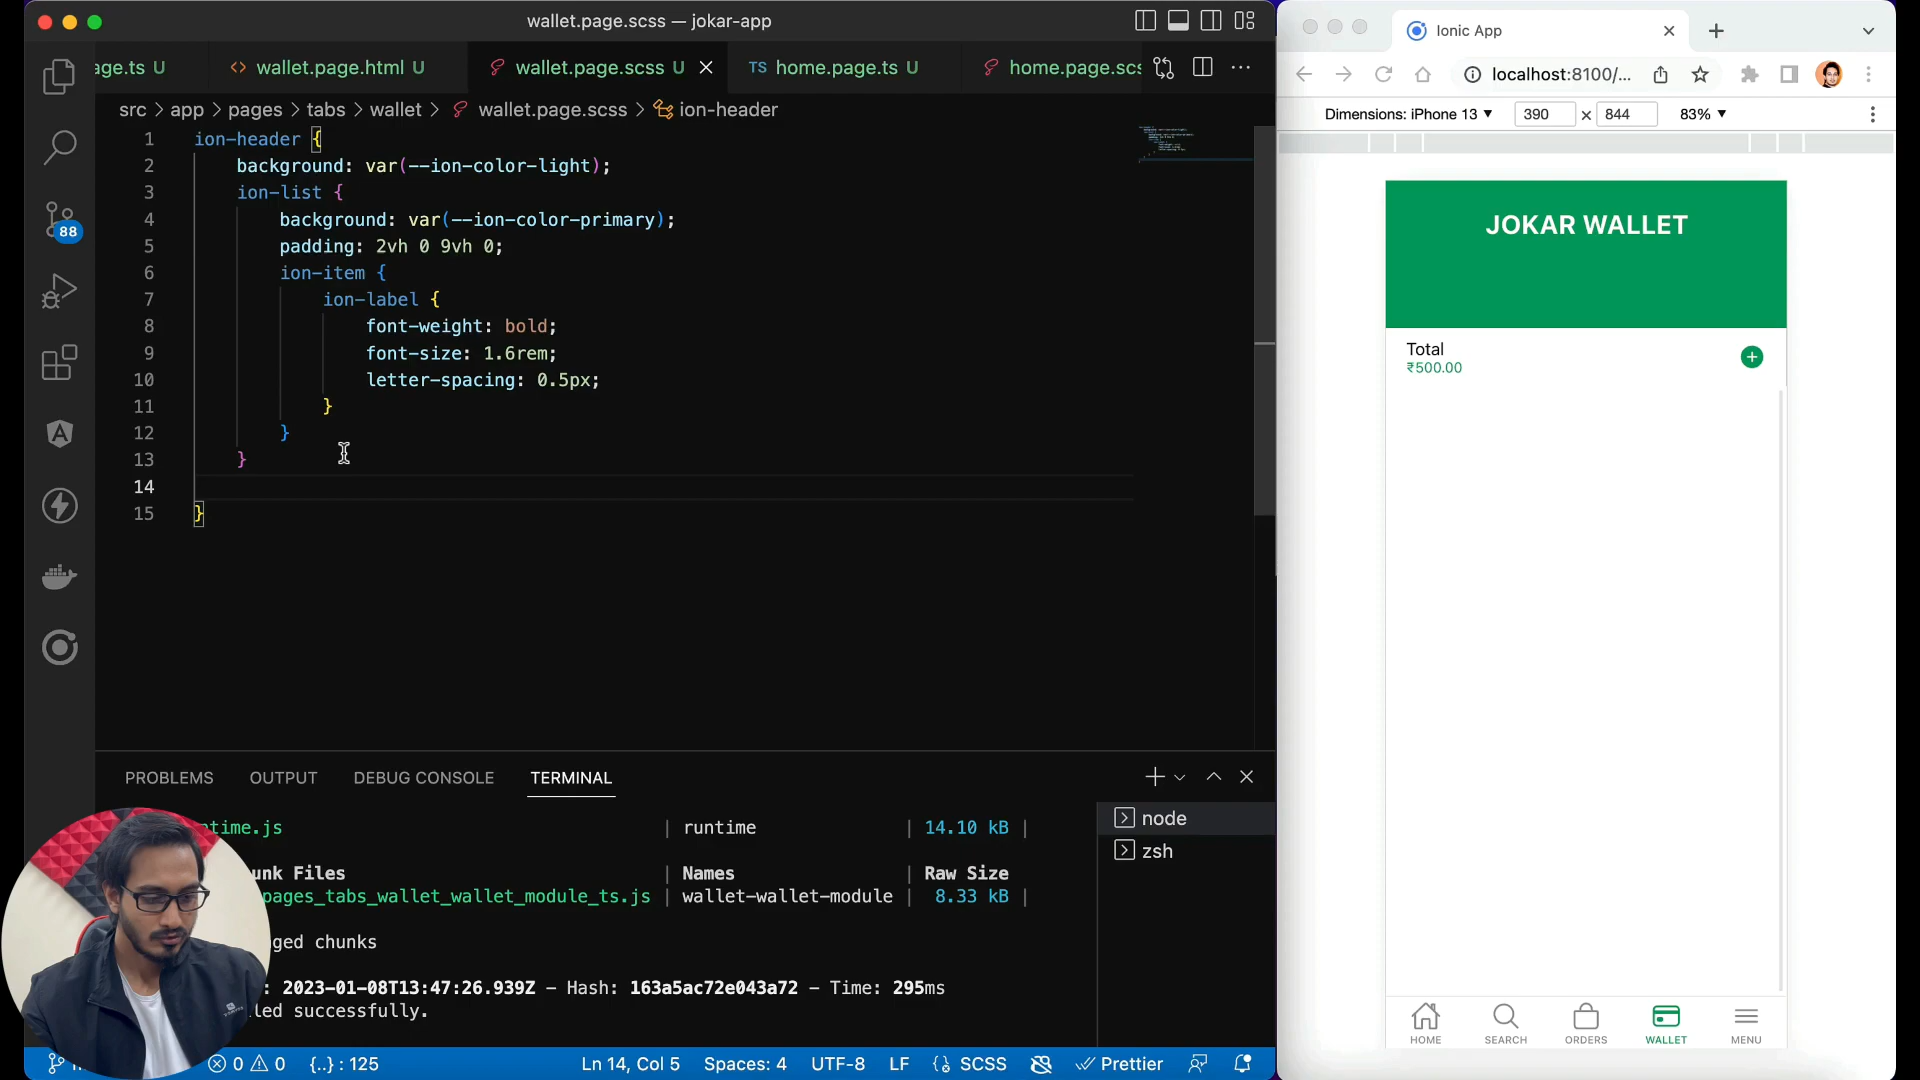 wallet.page.scss — jokar-app
age.ts U
<> wallet.page.html U
wallet.page.scss U
TS home.page.ts U
home.page.scs
src > app > pages > tabs > wallet > wallet.page.scss > ion-header
1 ion-header {
2 background: var(--ion-color-light);
3 ion-list {
4 background: var(--ion-color-primary);
5 padding: 2vh 0 9vh 0;
6 ion-item {
7 ion-label {
8 font-weight: bold;
9 font-size: 1.6rem;
10 letter-spacing: 0.5px;
11 }
12 }
13 }
14
15 }
88
PROBLEMS OUTPUT DEBUG CONSOLE TERMINAL
ntime.js | runtime | 14.10 kB |
unk Files | Names | Raw Size
pages_tabs_wallet_wallet_module_ts.js | wallet-wallet-module | 8.33 kB |
ged chunks
: 2023-01-08T13:47:26.939Z – Hash: 163a5ac72e043a72 – Time: 295ms
led successfully.
node
zsh
0 0 {..} : 125 Ln 14, Col 5 Spaces: 4 UTF-8 LF SCSS Prettier
Ionic App
localhost:8100/...
Dimensions: iPhone 13 390 × 844 83%
JOKAR WALLET
Total
₹500.00
HOME SEARCH ORDERS WALLET MENU